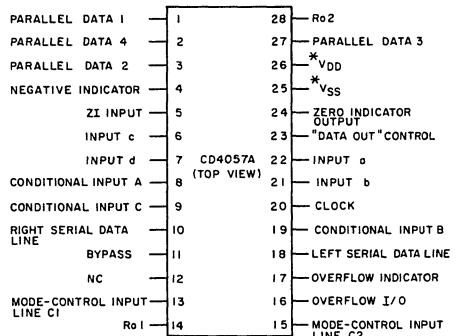 PARALLEL DATA 1 1
PARALLEL DATA 4 2
PARALLEL DATA 2 3
NEGATIVE INDICATOR 4
ZI INPUT 5
INPUT c 6
INPUT d 7
CONDITIONAL INPUT A 8
CONDITIONAL INPUT C 9
RIGHT SERIAL DATA LINE 10
BYPASS 11
NC 12
MODE-CONTROL INPUT LINE C1 13
Ro1 14
CD4057A
(TOP VIEW)
28 Ro2
27 PARALLEL DATA 3
26 *VDD
25 *VSS
24 ZERO INDICATOR OUTPUT
23 "DATA OUT" CONTROL
22 INPUT a
21 INPUT b
20 CLOCK
19 CONDITIONAL INPUT B
18 LEFT SERIAL DATA LINE
17 OVERFLOW INDICATOR
16 OVERFLOW I/O
15 MODE-CONTROL INPUT LINE C2